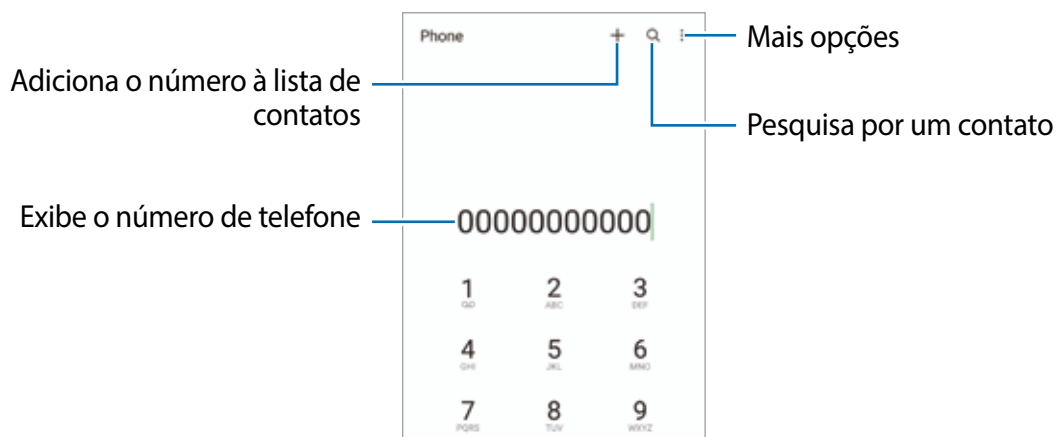 Phone
Mais opções
Adiciona o número à lista de
contatos
Pesquisa por um contato
Exibe o número de telefone
00000000000
1 2 3
QD ABC DEF
4 5 6
GHI JKL MNO
7 8 9
PQRS TUV WXYZ